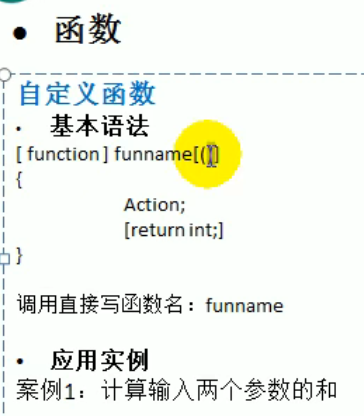 • 函数
自定义函数
• 基本语法
[ function ] funname[()]
{
Action;
[return int;]
}
调用直接写函数名：funname
• 应用实例
案例1：计算输入两个参数的和